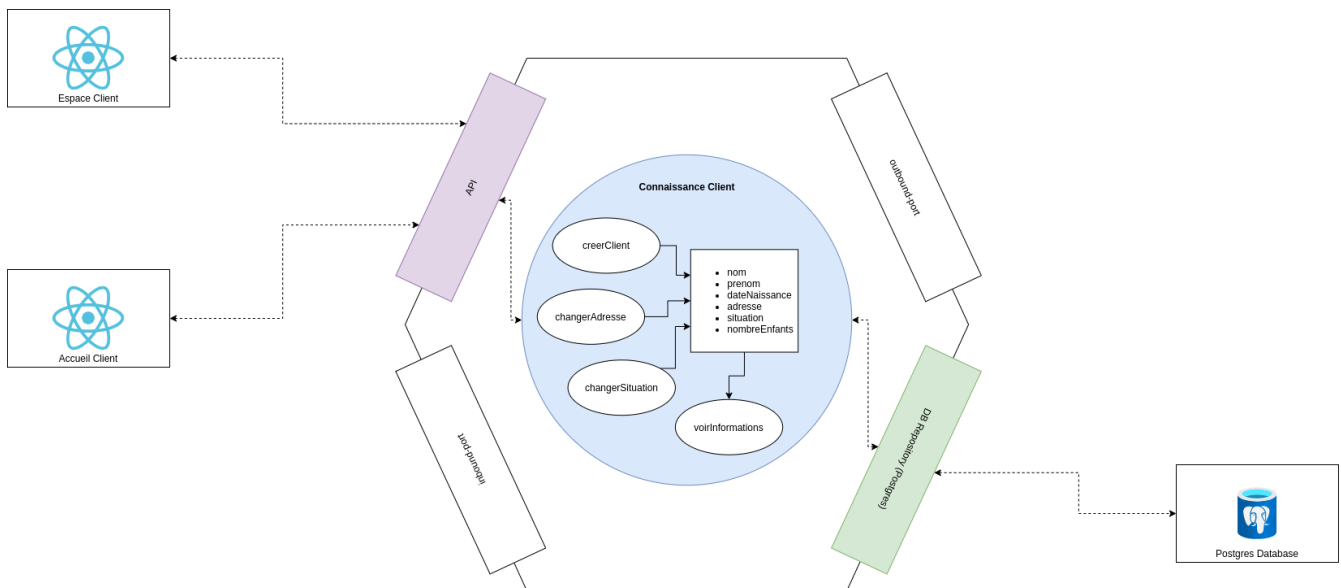 Espace Client
Accueil Client
API
inbound-port
Connaissance Client
creerClient
changerAdresse
changerSituation
voirInformations
nom
prenom
dateNaissance
adresse
situation
nombreEnfants
outbound-port
DB Repository (Postgres)
Postgres Database